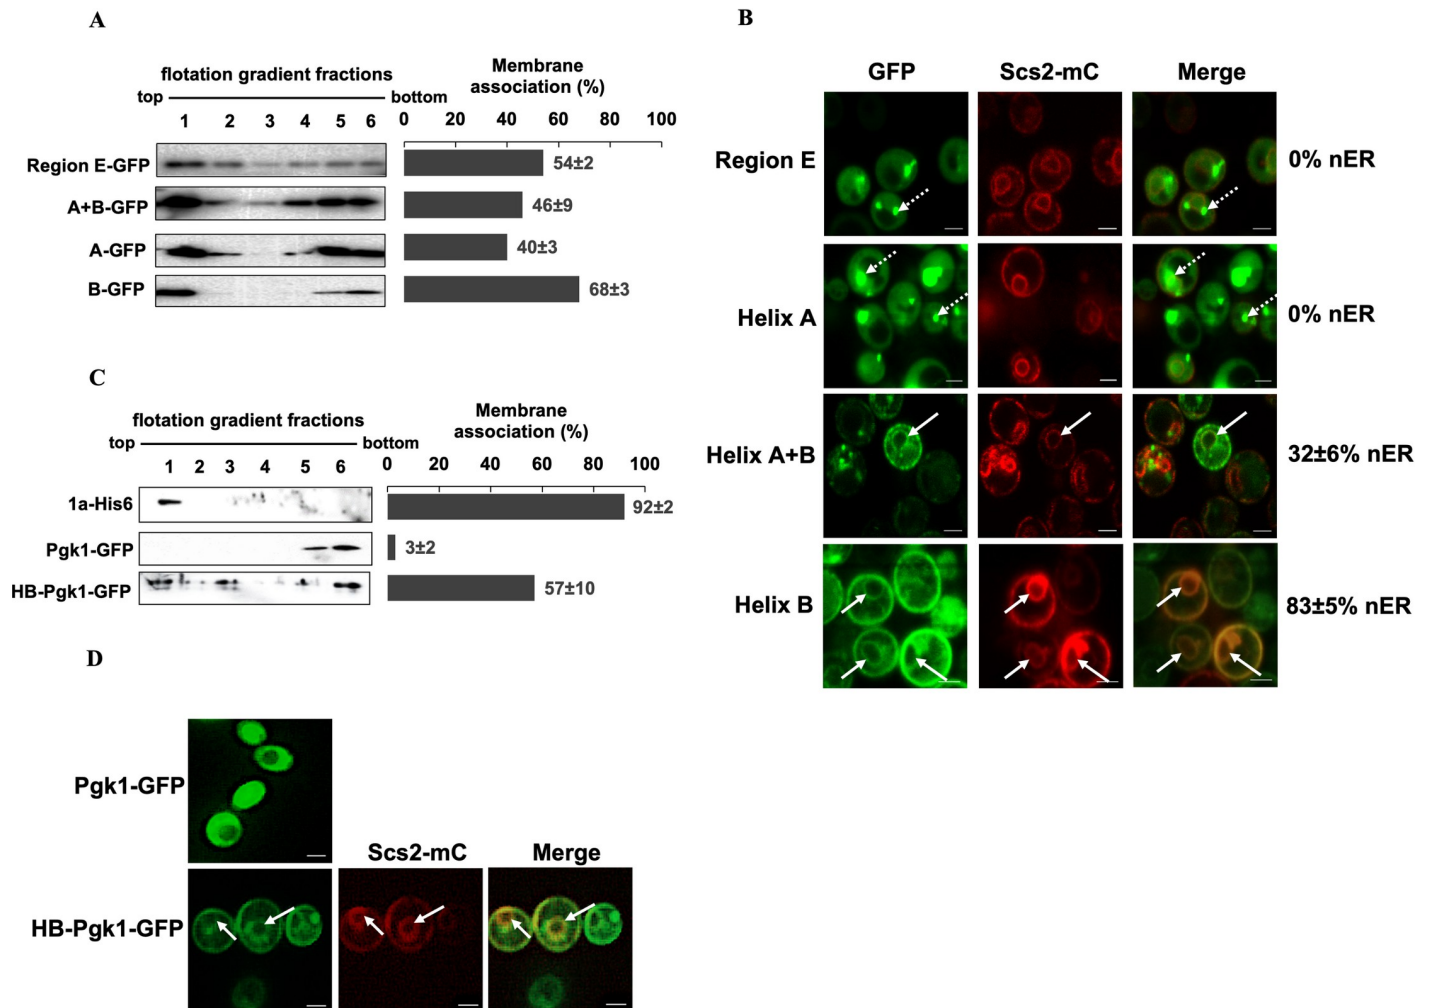 A
flotation gradient fractions
top
bottom
1 2 3 4 5 6
Membrane
association (%)
0 20 40 60 80 100
Region E-GFP
54±2
A+B-GFP
46±9
A-GFP
40±3
B-GFP
68±3
B
GFP Scs2-mC Merge
Region E
0% nER
Helix A
0% nER
Helix A+B
32±6% nER
Helix B
83±5% nER
C
flotation gradient fractions
top
bottom
1 2 3 4 5 6
Membrane
association (%)
0 20 40 60 80 100
1a-His6
92±2
Pgk1-GFP
3±2
HB-Pgk1-GFP
57±10
D
Pgk1-GFP
Scs2-mC Merge
HB-Pgk1-GFP